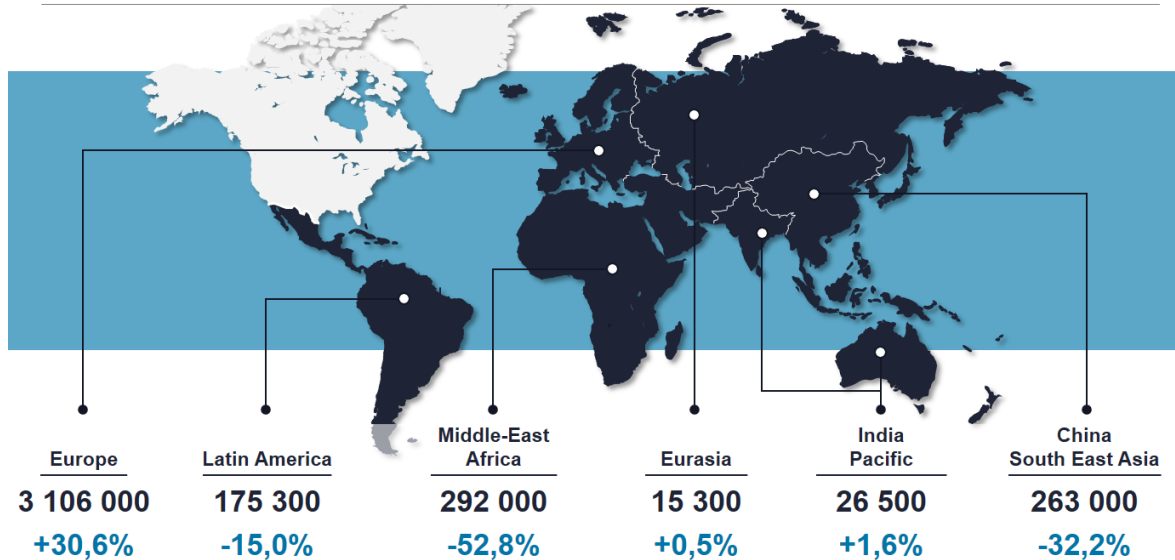 Europe
3 106 000
+30,6%
Latin America
175 300
-15,0%
Middle-East
Africa
292 000
-52,8%
Eurasia
15 300
+0,5%
India
Pacific
26 500
+1,6%
China
South East Asia
263 000
-32,2%